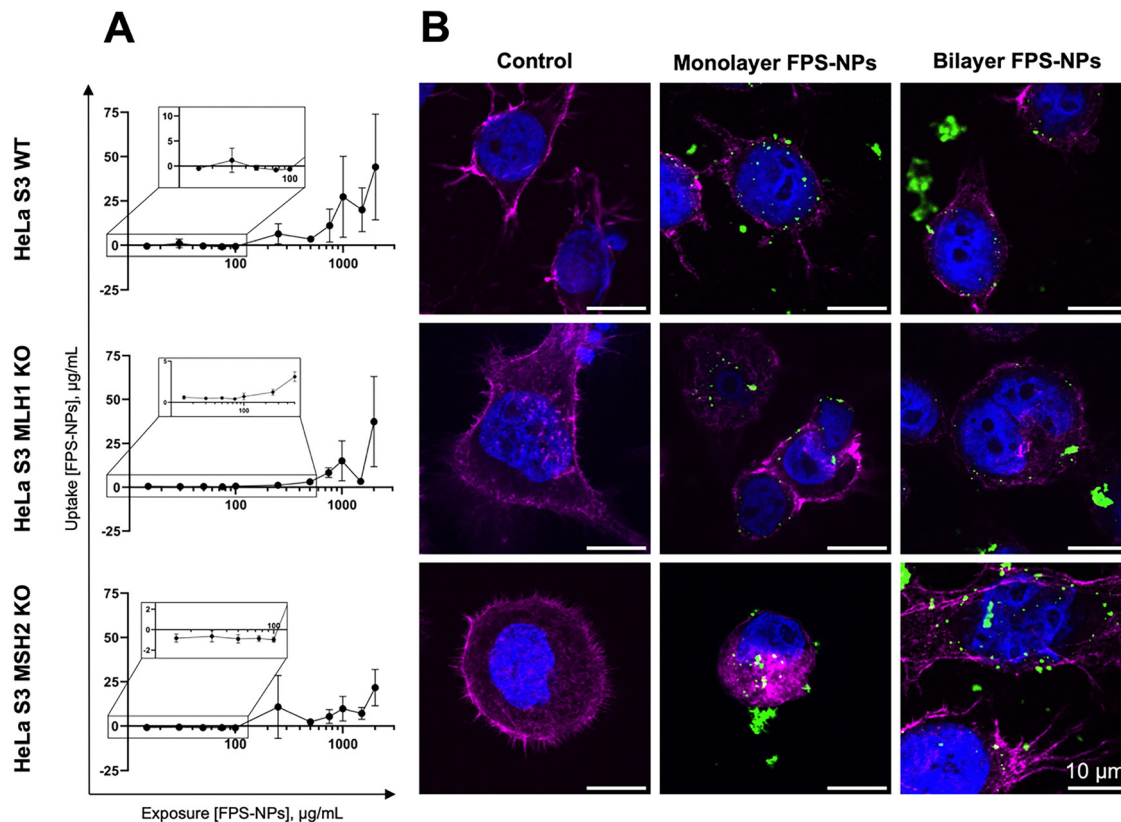 A
B
Control
Monolayer FPS-NPs
Bilayer FPS-NPs
HeLa S3 WT
HeLa S3 MLH1 KO
HeLa S3 MSH2 KO
Uptake [FPS-NPs], µg/mL
75
50
25
0
-25
100
1000
10
5
0
100
75
50
25
0
-25
100
1000
5
0
100
75
50
25
0
-25
100
1000
2
0
-2
100
Exposure [FPS-NPs], µg/mL
10 µm